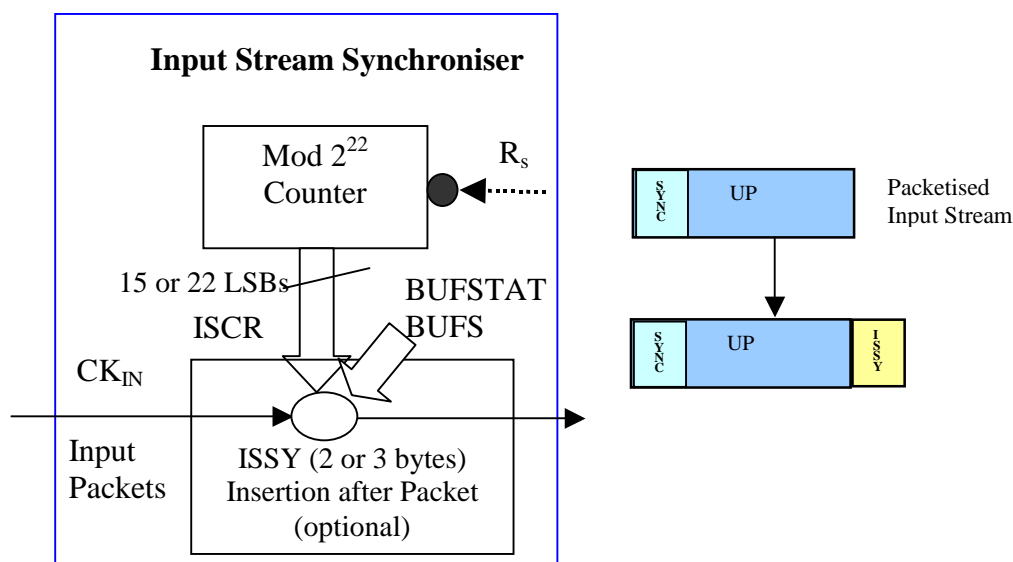 Input Stream Synchroniser
Mod 2²² Counter
Rₛ
15 or 22 LSBs
ISCR
BUFSTAT
BUFS
CK_IN
Input
Packets
ISSY (2 or 3 bytes)
Insertion after Packet
(optional)
SYNC
UP
Packetised
Input Stream
SYNC
UP
ISSY